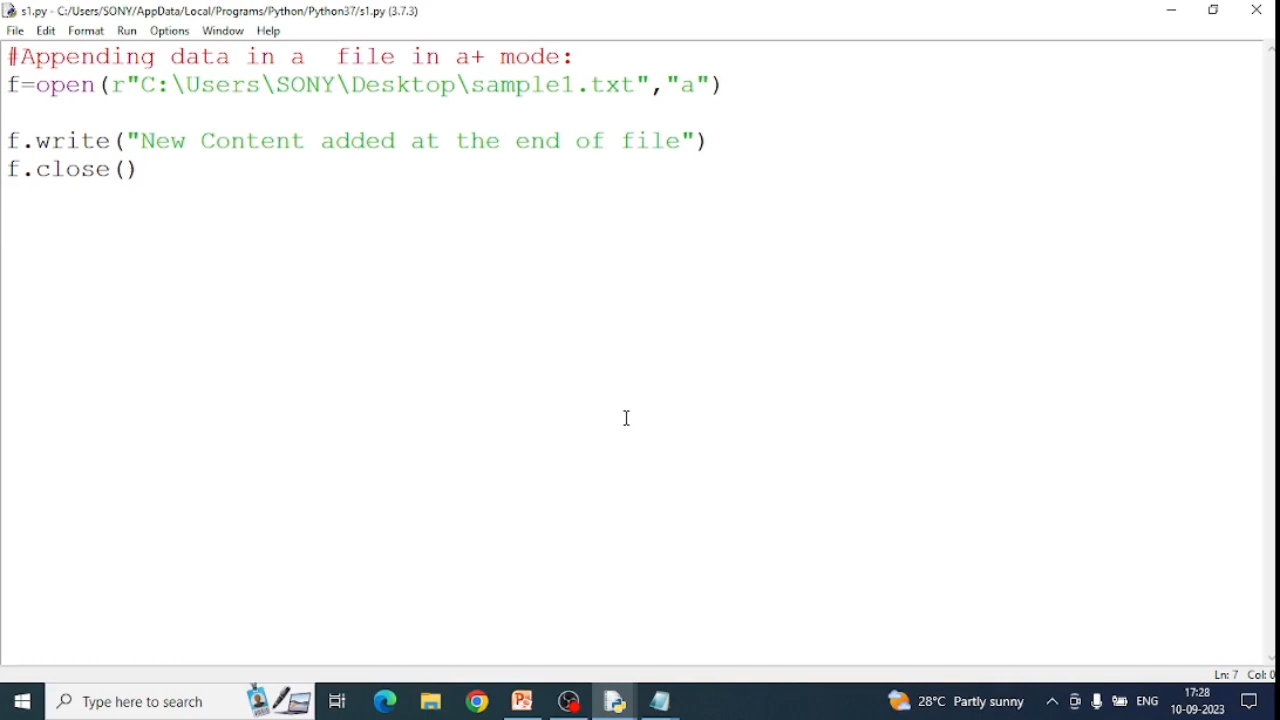 s1.py - C:/Users/SONY/AppData/Local/Programs/Python/Python37/s1.py (3.7.3)
File Edit Format Run Options Window Help
#Appending data in a  file in a+ mode:
f=open(r"C:\Users\SONY\Desktop\sample1.txt","a")
f.write("New Content added at the end of file")
f.close()
Ln: 7 Col: 0
Type here to search
28°C Partly sunny
ENG
17:28
10-09-2023